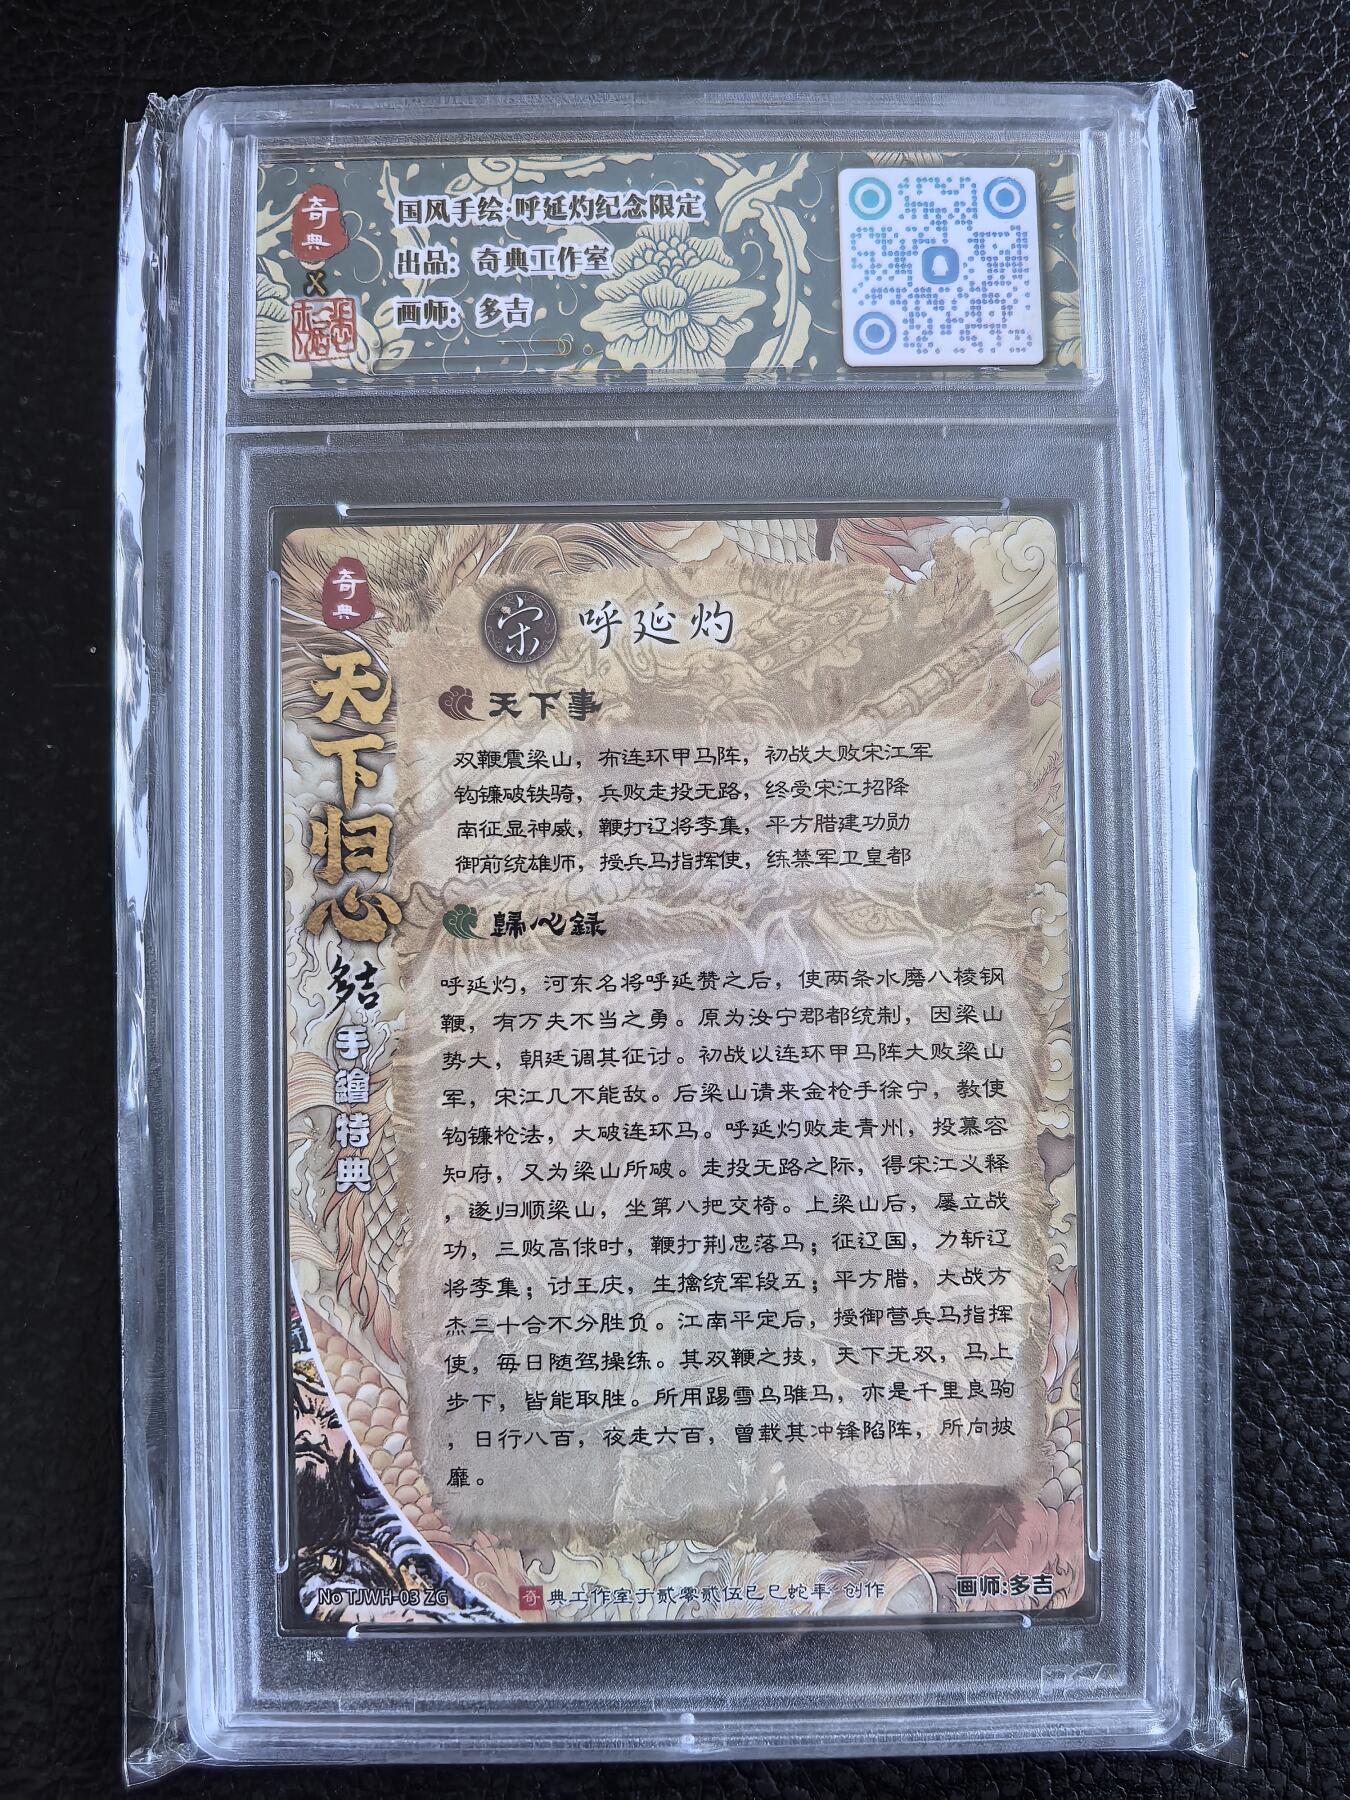 奇典
×
国风手绘·呼延灼纪念限定
出品：奇典工作室
画师：多吉
奇典
天下归心
多吉
手繪特典
宋 呼延灼
天下事
双鞭震梁山，布连环甲马阵，初战大败宋江军
钩镰破铁骑，兵败走投无路，终受宋江招降
南征显神威，鞭打辽将李集，平方腊建功勋
御前统雄师，授兵马指挥使，练禁军卫皇都
歸心録
呼延灼，河东名将呼延赞之后，使两条水磨八棱钢
鞭，有万夫不当之勇。原为汝宁郡都统制，因梁山
势大，朝廷调其征讨。初战以连环甲马阵大败梁山
军，宋江几不能敌。后梁山请来金枪手徐宁，教使
钩镰枪法，大破连环马。呼延灼败走青州，投慕容
知府，又为梁山所破。走投无路之际，得宋江义释
，遂归顺梁山，坐第八把交椅。上梁山后，屡立战
功，三败高俅时，鞭打荆忠落马；征辽国，力斩辽
将李集；讨王庆，生擒统军段五；平方腊，大战方
杰三十合不分胜负。江南平定后，授御营兵马指挥
使，每日随驾操练。其双鞭之技，天下无双，马上
步下，皆能取胜。所用踢雪乌骓马，亦是千里良驹
，日行八百，夜走六百，曾载其冲锋陷阵，所向披
靡。
No TJWH-03 ZG
奇典工作室于贰零贰伍乙巳蛇年 创作
画师:多吉